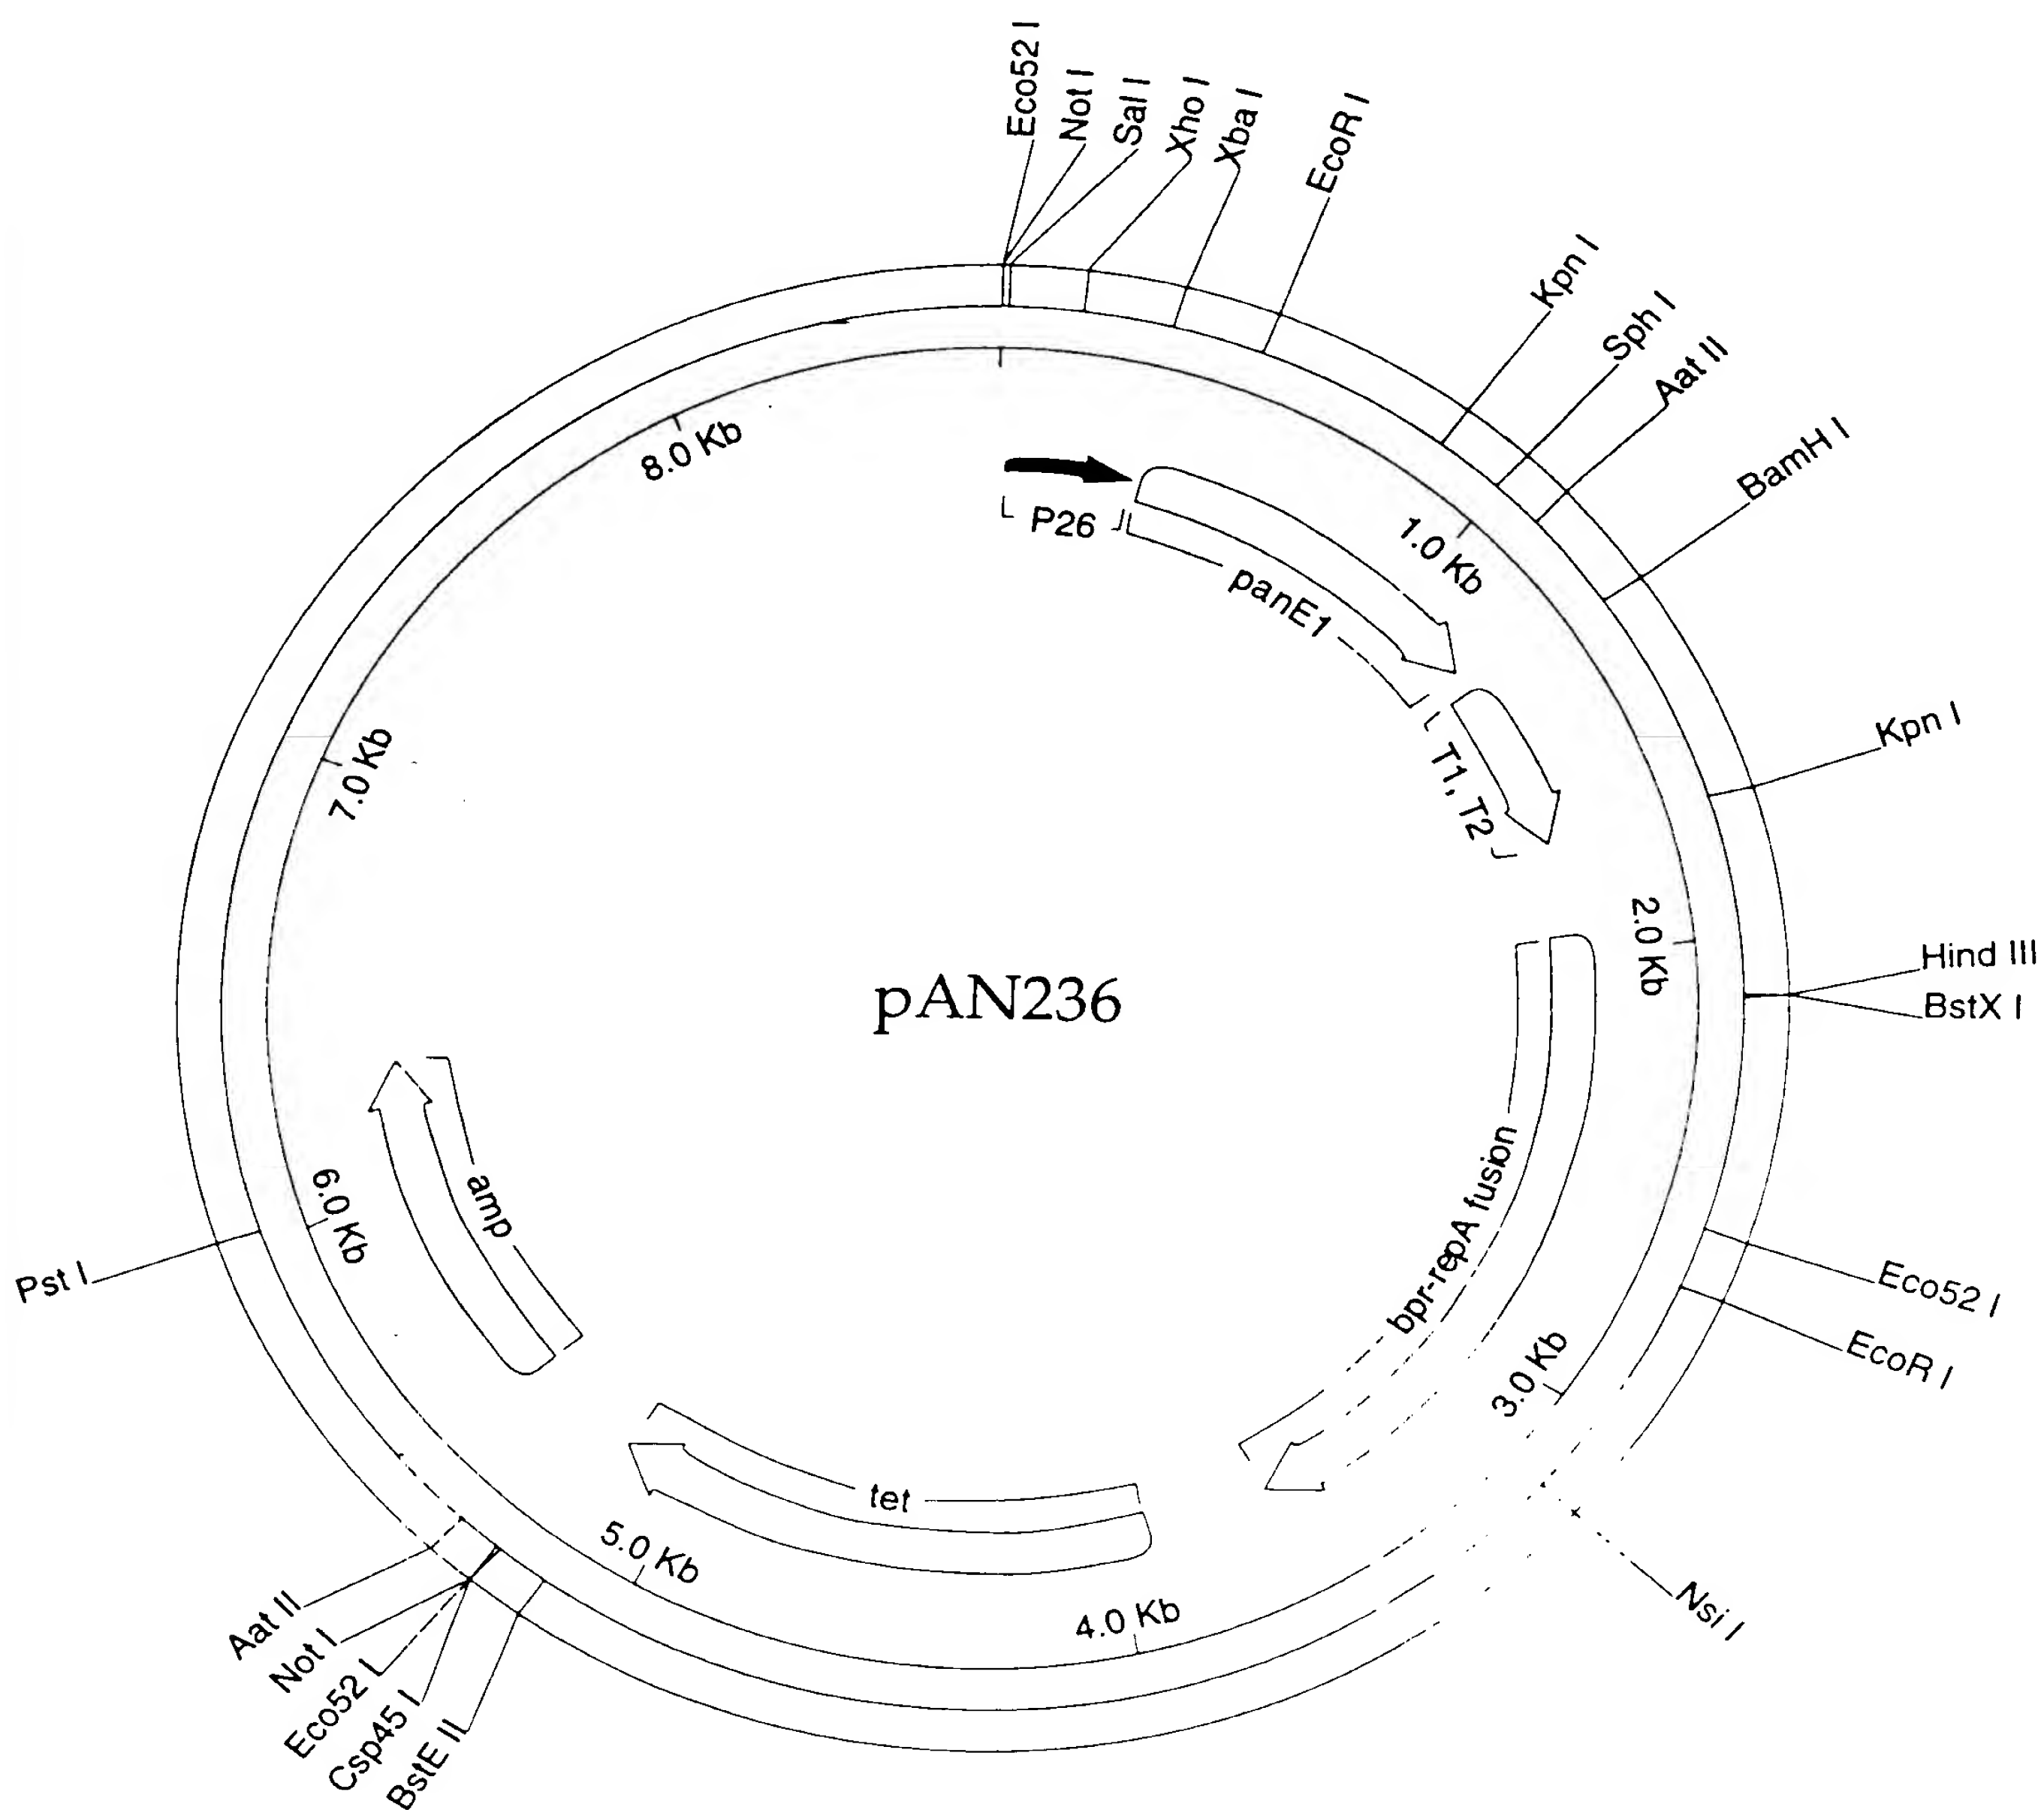 Eco52 I
Not I
Sal I
Xho I
Xba I
EcoR I
Kpn I
Sph I
Aat II
BamH I
Kpn I
Hind III
BstX I
Eco52 I
EcoR I
Nsi I
BstE II
Csp45 I
Eco52 I
Not I
Aat II
Pst I
8.0 Kb
1.0 Kb
2.0 Kb
3.0 Kb
4.0 Kb
5.0 Kb
6.0 Kb
7.0 Kb
P26
panE1
T1, T2
bpr-repA fusion
tet
amp
pAN236